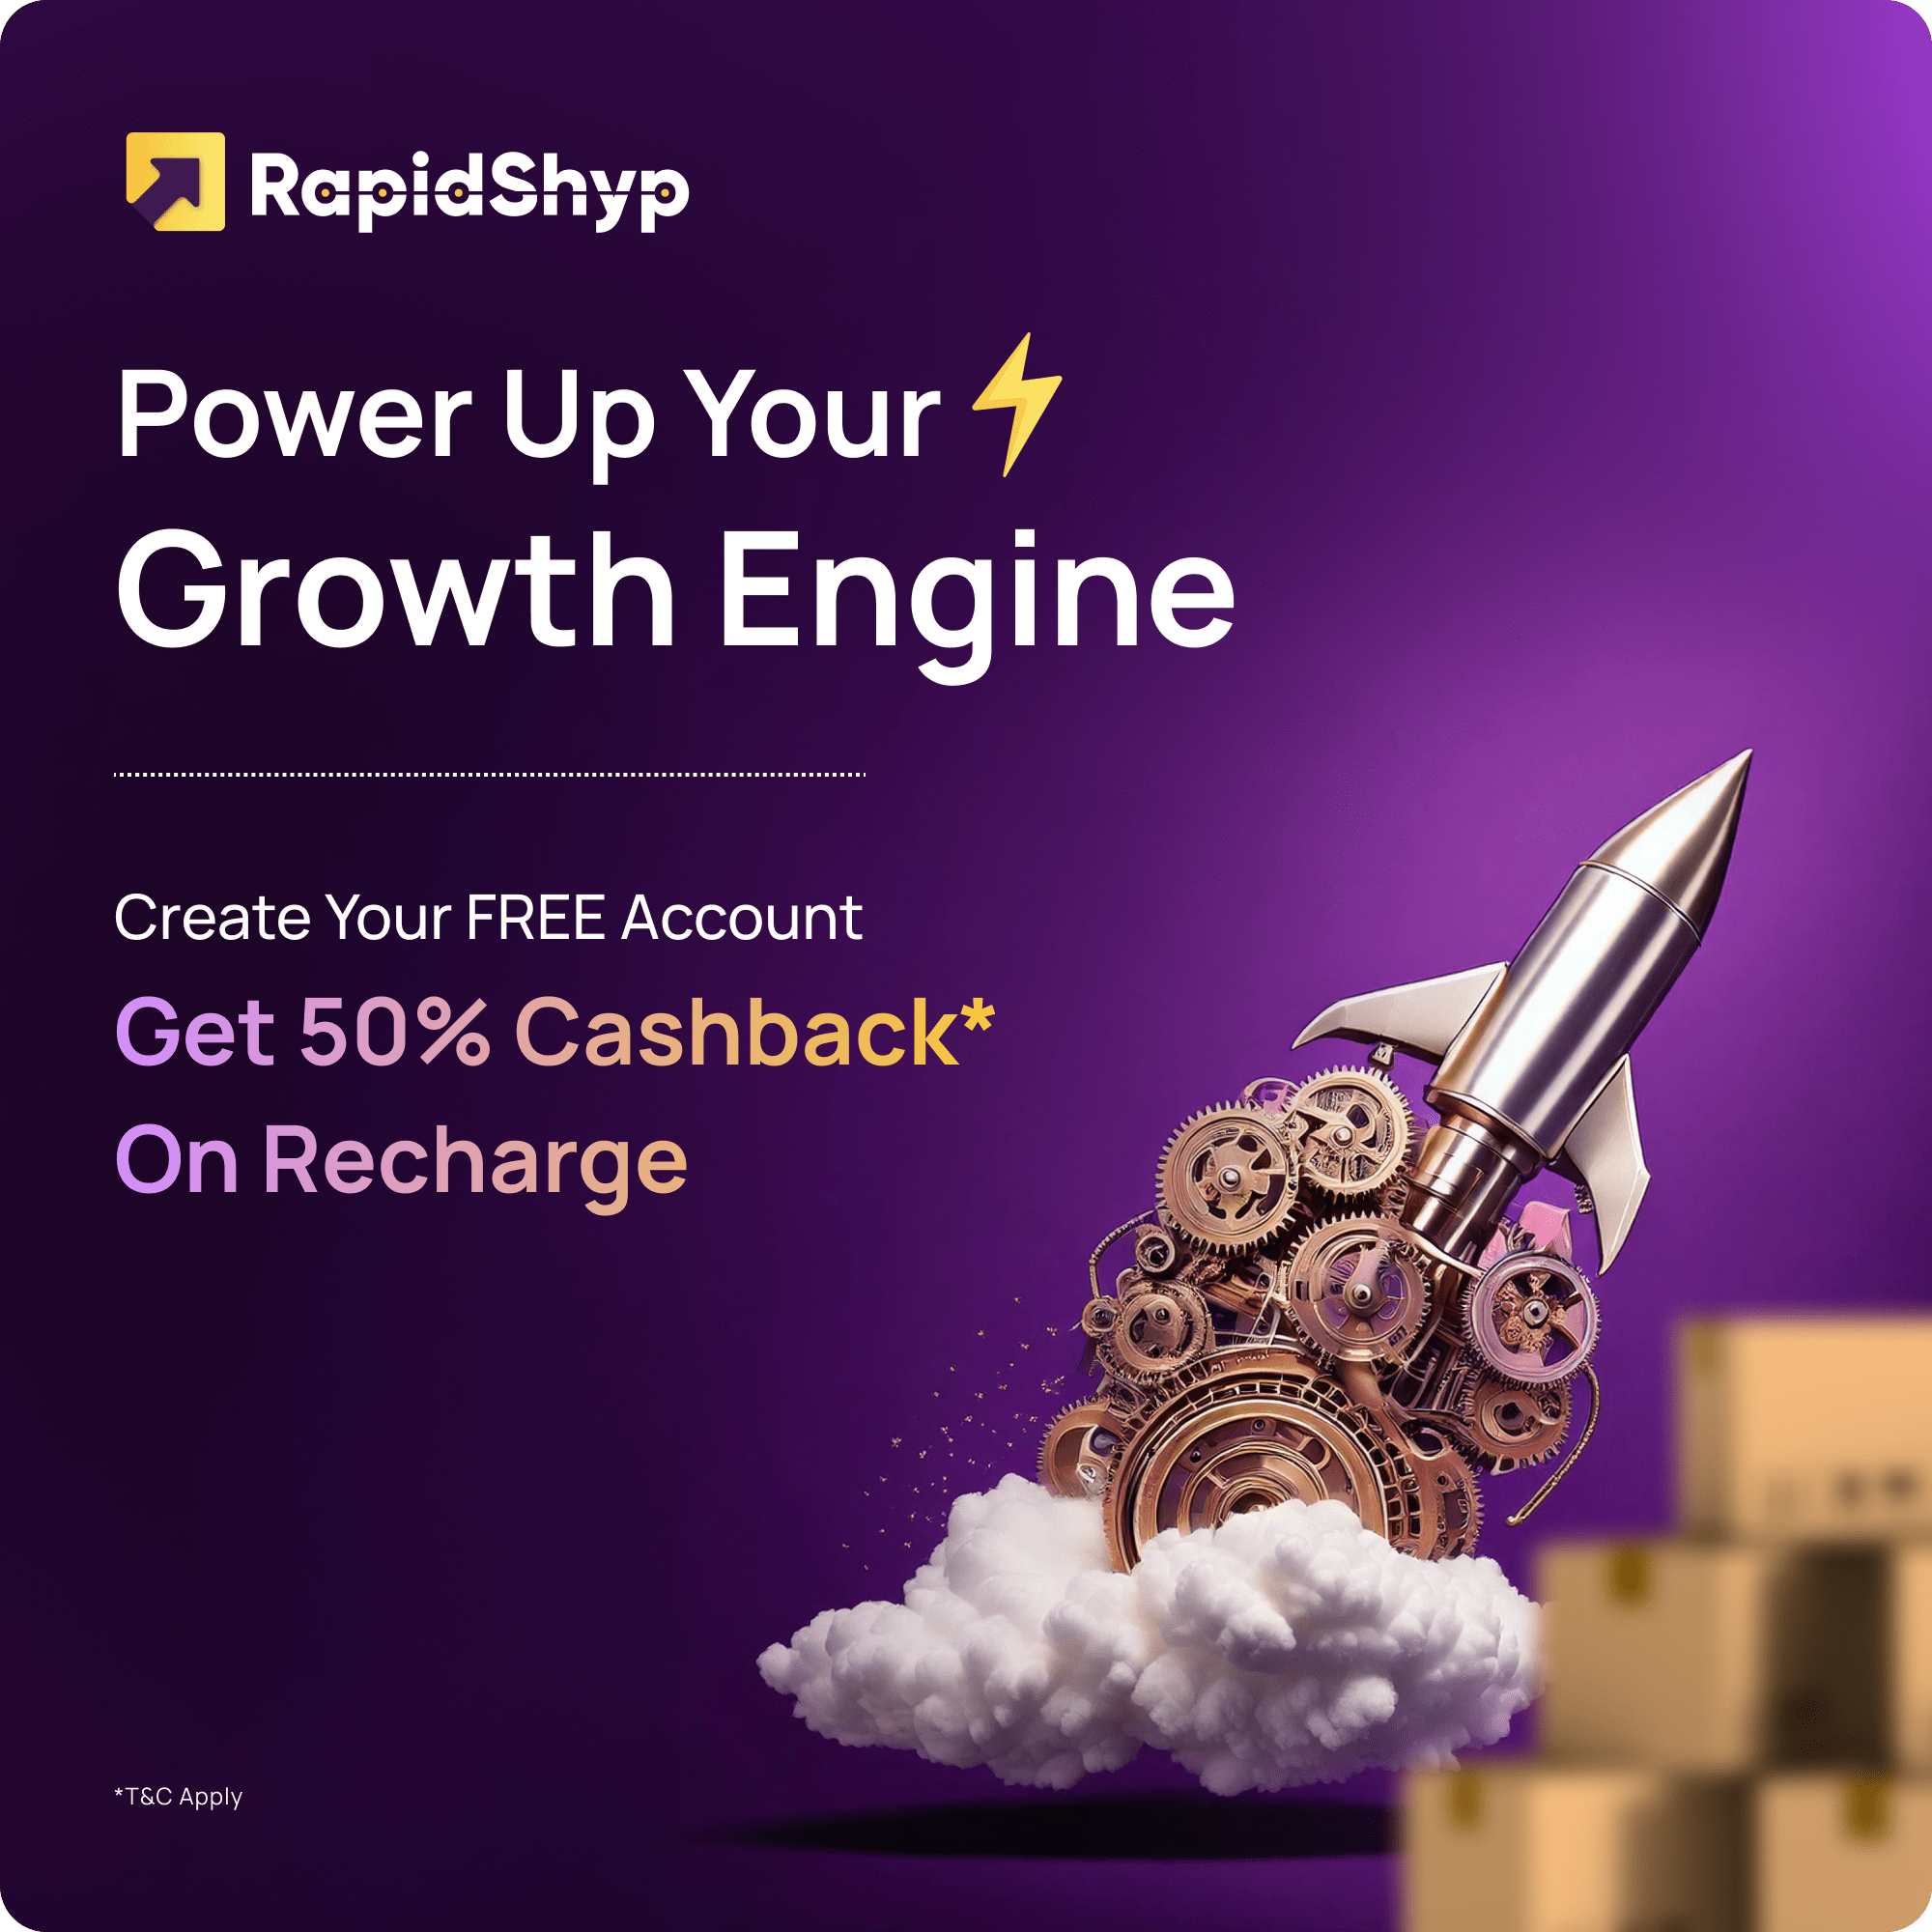 RapidShyp
Power Up Your
Growth Engine
Create Your FREE Account
Get 50% Cashback*
On Recharge
*T&C Apply